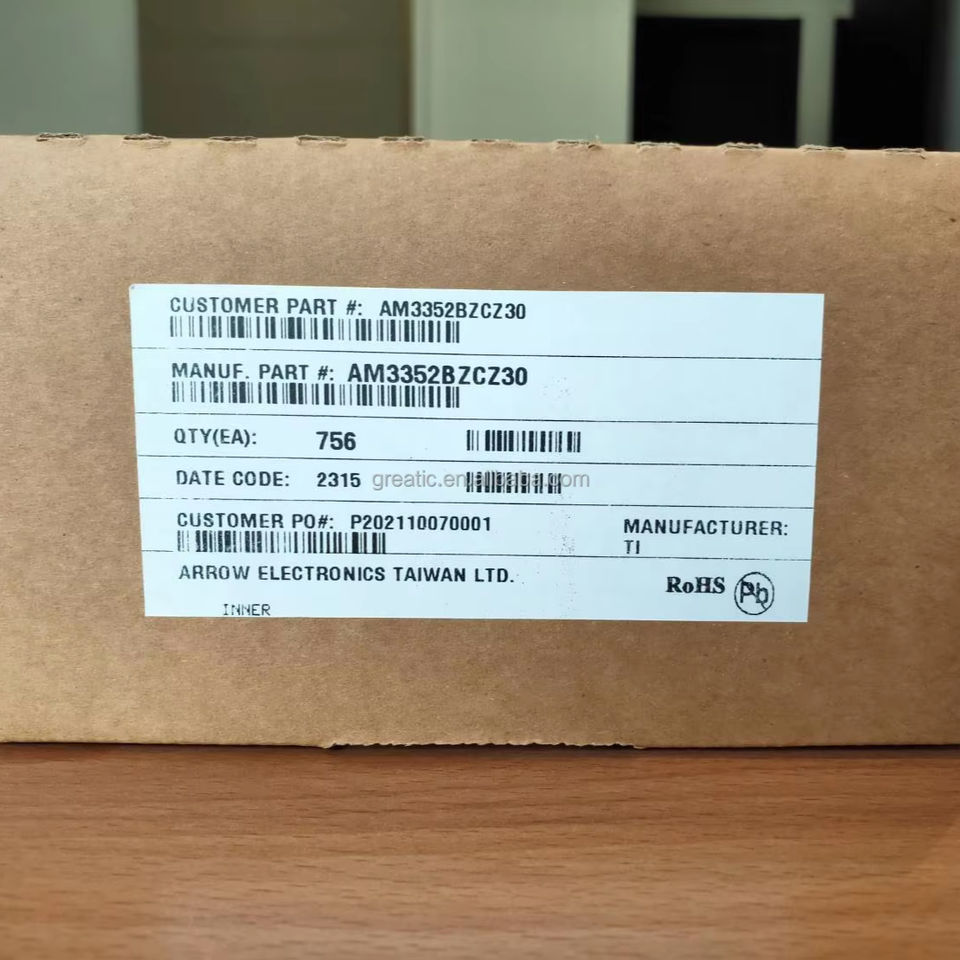 CUSTOMER PART #: AM3352BZCZ30
MANUF. PART #: AM3352BZCZ30
QTY(EA): 756
DATE CODE: 2315
greatic.en.alibaba.com
CUSTOMER PO#: P202110070001
MANUFACTURER:
TI
ARROW ELECTRONICS TAIWAN LTD.
RoHS Pb
INNER